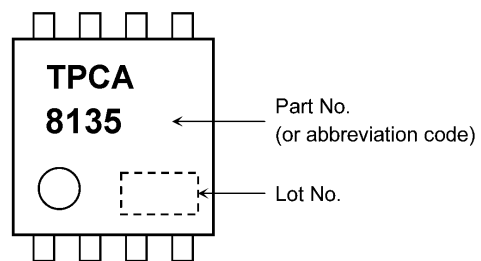 TPCA
8135
Part No.
(or abbreviation code)
Lot No.